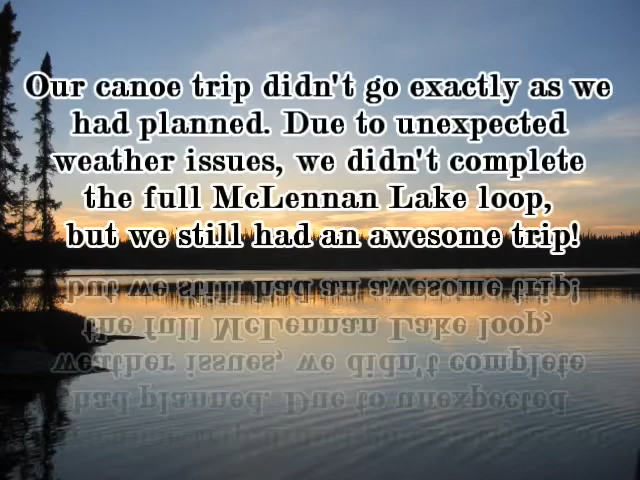 Our canoe trip didn't go exactly as we
had planned. Due to unexpected
weather issues, we didn't complete
the full McLennan Lake loop,
but we still had an awesome trip!